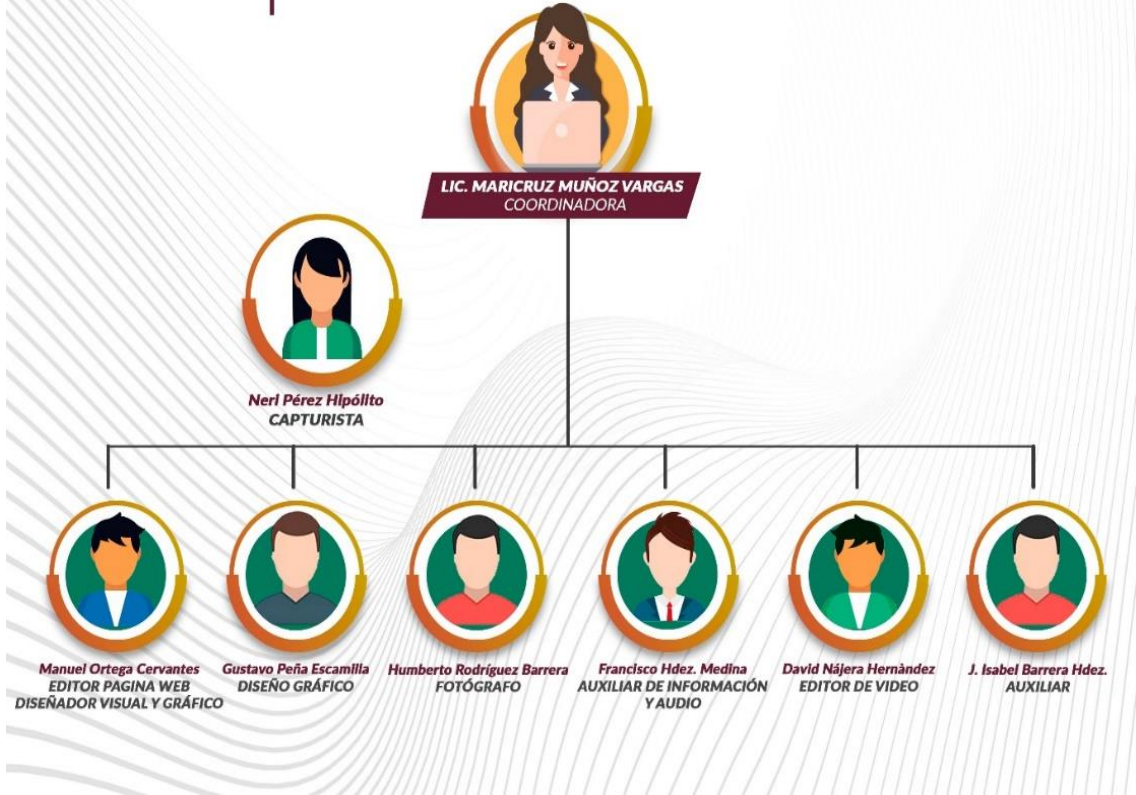 LIC. MARICRUZ MUÑOZ VARGAS
COORDINADORA
Neri Pérez Hipólito
CAPTURISTA
Manuel Ortega Cervantes
EDITOR PAGINA WEB
DISEÑADOR VISUAL Y GRÁFICO
Gustavo Peña Escamilla
DISEÑO GRÁFICO
Humberto Rodríguez Barrera
FOTÓGRAFO
Francisco Hdez. Medina
AUXILIAR DE INFORMACIÓN
Y AUDIO
David Nájera Hernàndez
EDITOR DE VIDEO
J. Isabel Barrera Hdez.
AUXILIAR